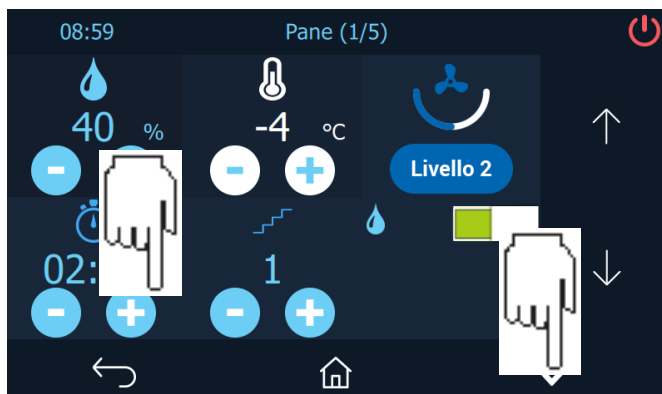 08:59 Pane (1/5)
40 % -4 °C
- - +
Livello 2
02: 1
- + - +